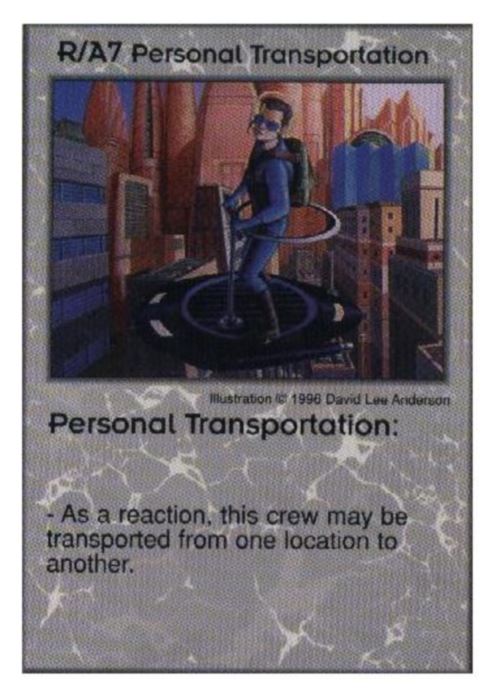 R/A7 Personal Transportation
Illustration © 1996 David Lee Anderson
Personal Transportation:
- As a reaction, this crew may be
transported from one location to
another.